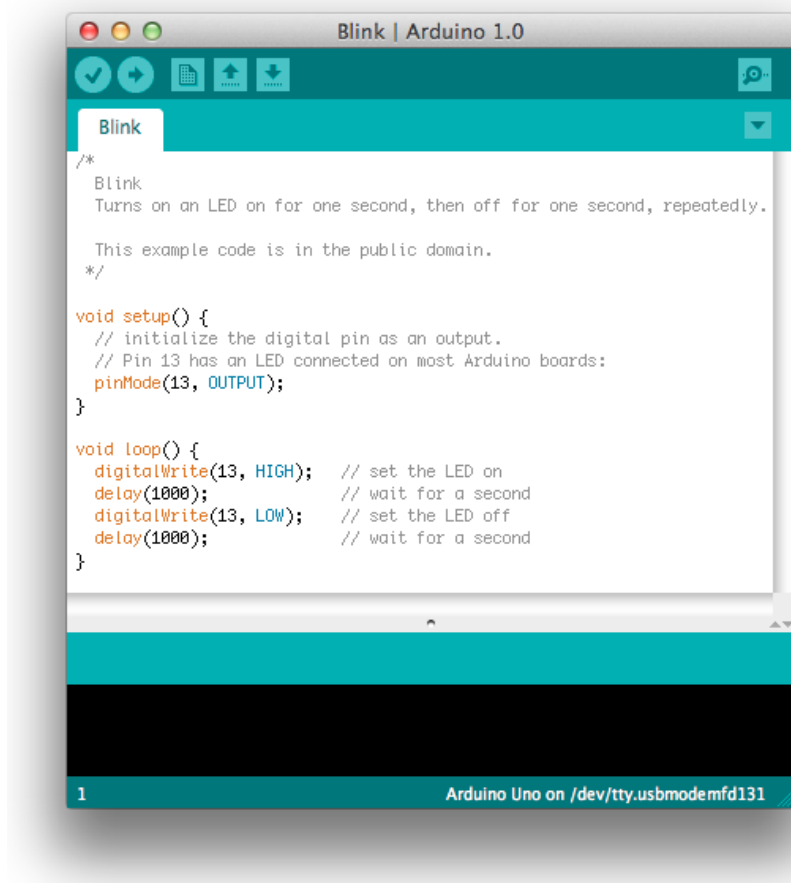 Blink | Arduino 1.0
Blink
/*
  Blink
  Turns on an LED on for one second, then off for one second, repeatedly.

  This example code is in the public domain.
 */

void setup() {
  // initialize the digital pin as an output.
  // Pin 13 has an LED connected on most Arduino boards:
  pinMode(13, OUTPUT);
}

void loop() {
  digitalWrite(13, HIGH);   // set the LED on
  delay(1000);              // wait for a second
  digitalWrite(13, LOW);    // set the LED off
  delay(1000);              // wait for a second
}
1 Arduino Uno on /dev/tty.usbmodemfd131